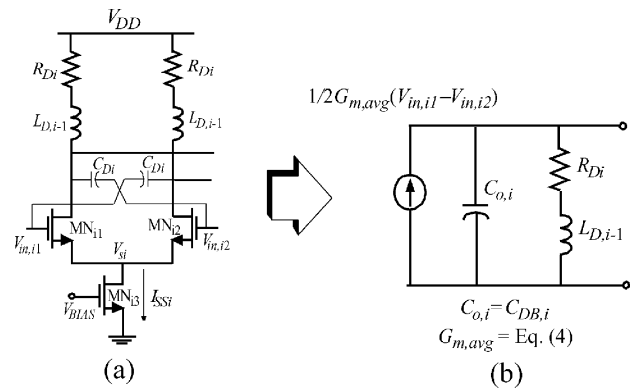 V_DD
R_Di
R_Di
L_D,i-1
L_D,i-1
C_Di
C_Di
MN_i1
MN_i2
V_in,i1
V_in,i2
V_si
MN_i3
I_SSi
V_BIAS
(a)
1/2G_m,avg(V_in,i1−V_in,i2)
C_o,i
R_Di
L_D,i-1
C_o,i = C_DB,i
G_m,avg = Eq. (4)
(b)